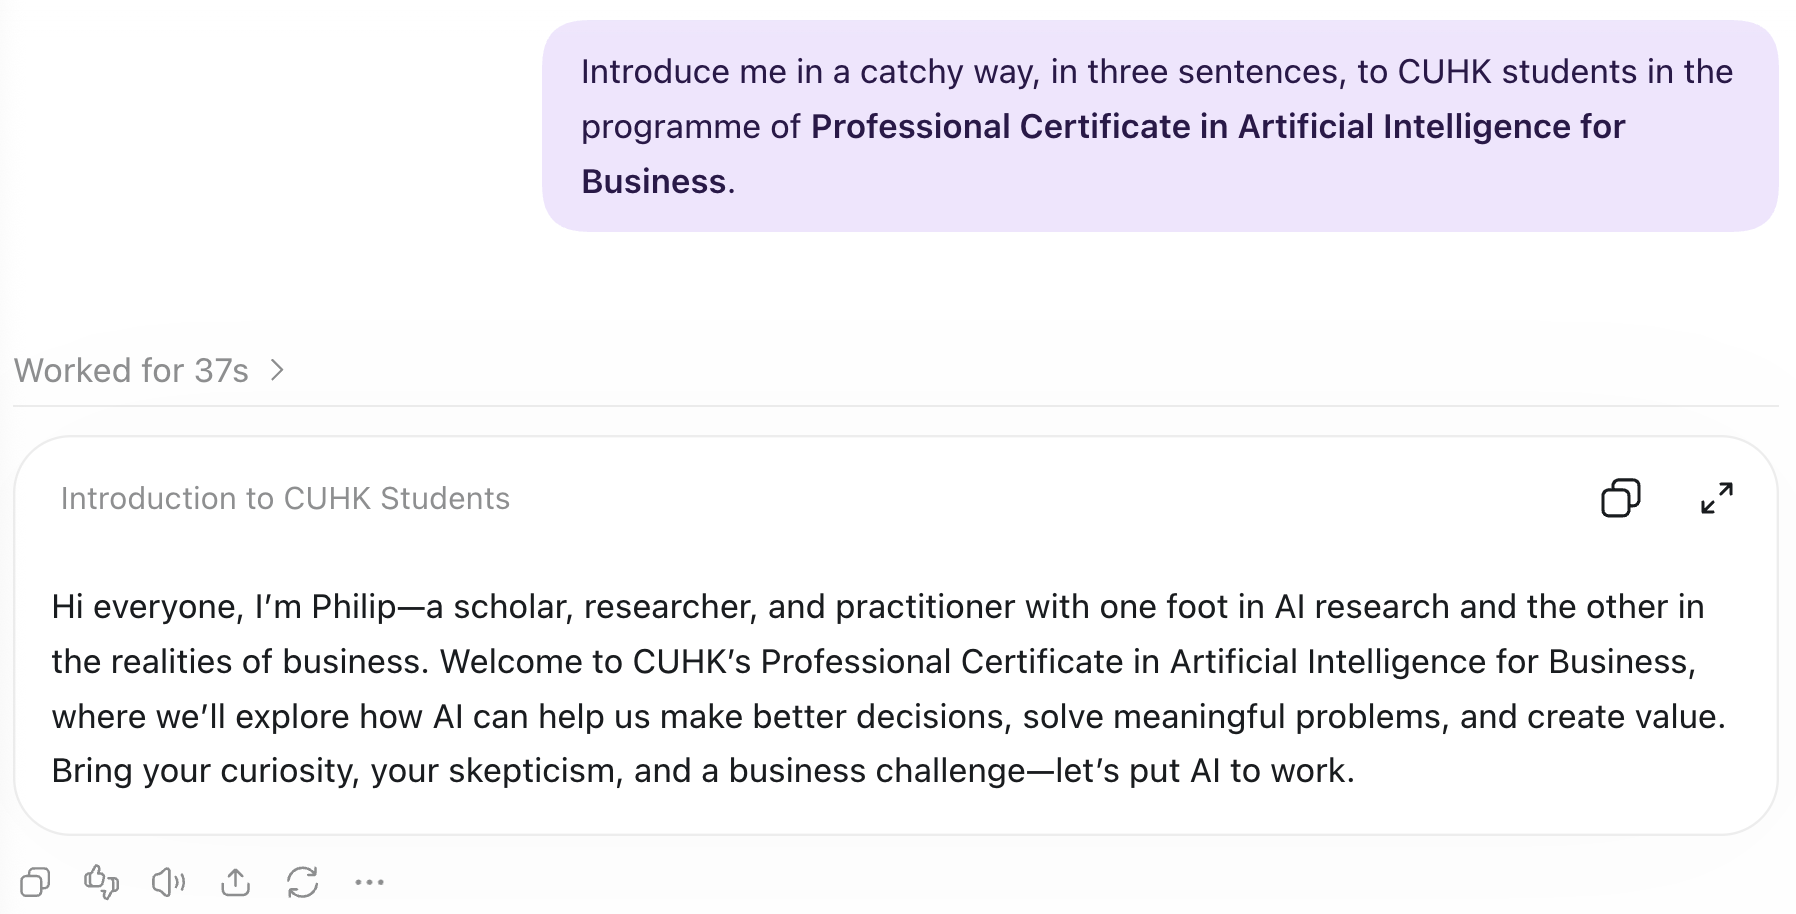 Introduce me in a catchy way, in three sentences, to CUHK students in the
programme of Professional Certificate in Artificial Intelligence for
Business.
Worked for 37s
Introduction to CUHK Students
Hi everyone, I’m Philip—a scholar, researcher, and practitioner with one foot in AI research and the other in
the realities of business. Welcome to CUHK’s Professional Certificate in Artificial Intelligence for Business,
where we’ll explore how AI can help us make better decisions, solve meaningful problems, and create value.
Bring your curiosity, your skepticism, and a business challenge—let’s put AI to work.